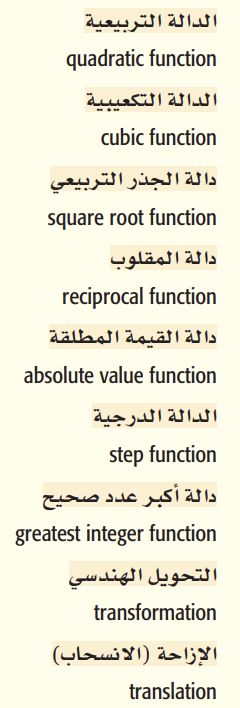 الدالة التربيعية
quadratic function
الدالة التكعيبية
cubic function
دالة الجذر التربيعي
square root function
دالة المقلوب
reciprocal function
دالة القيمة المطلقة
absolute value function
الدالة الدرجية
step function
دالة أكبر عدد صحيح
greatest integer function
التحويل الهندسي
transformation
الإزاحة (الانسحاب)
translation